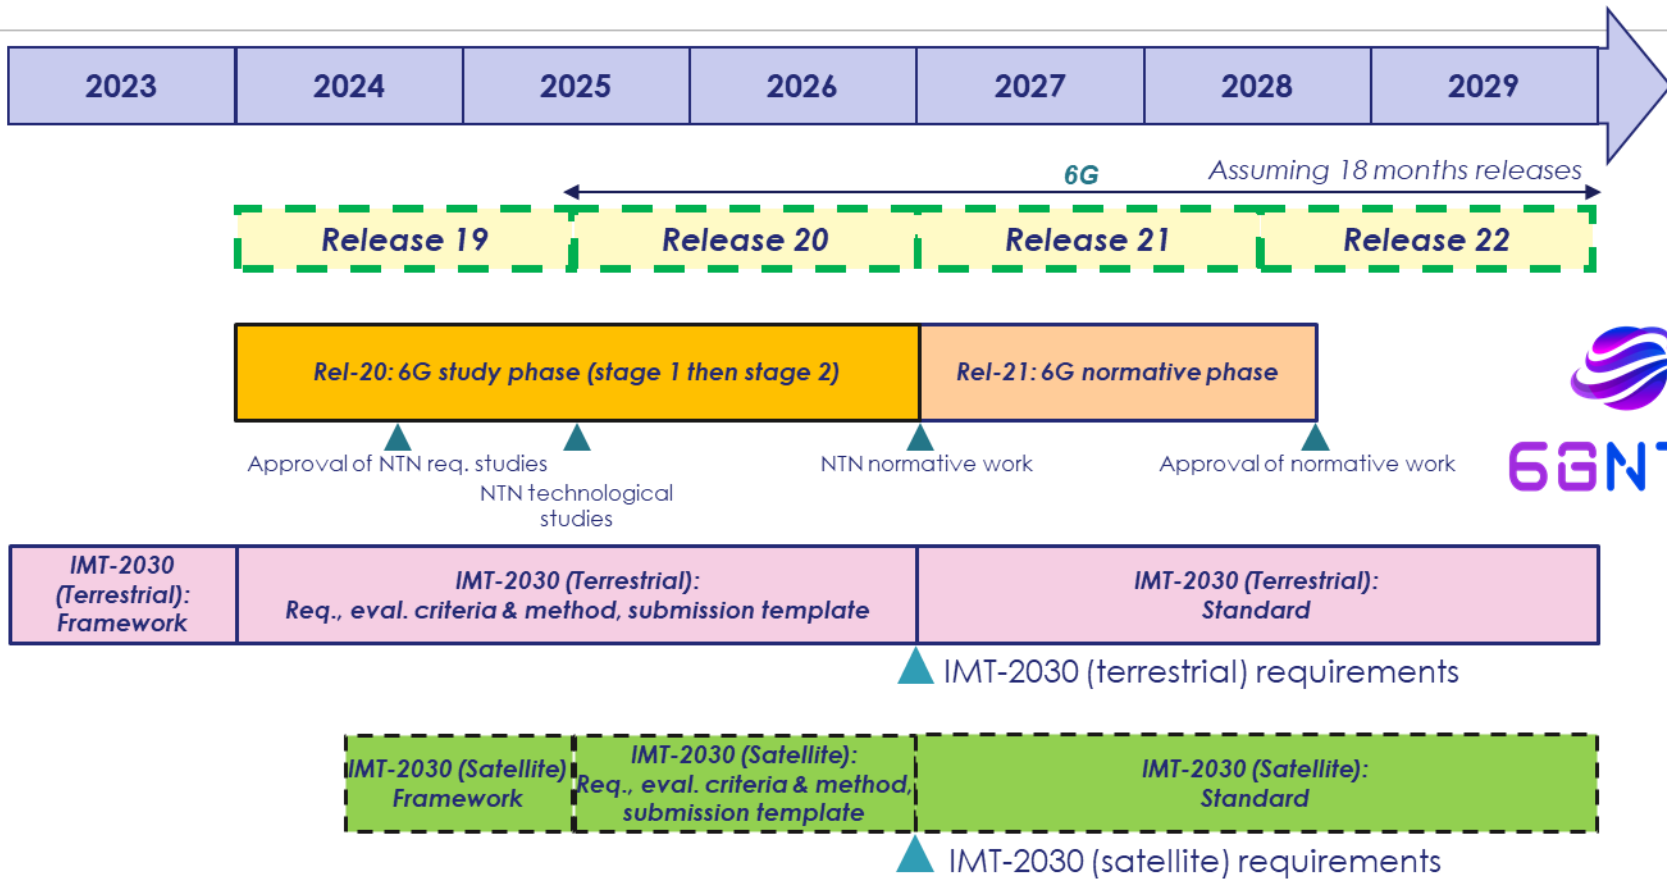 2023 2024 2025 2026 2027 2028 2029
6G
Assuming 18 months releases
Release 19 Release 20 Release 21 Release 22
Rel-20: 6G study phase (stage 1 then stage 2)
Rel-21: 6G normative phase
Approval of NTN req. studies
NTN technological
studies
NTN normative work
Approval of normative work
6GNT
IMT-2030
(Terrestrial):
Framework
IMT-2030 (Terrestrial):
Req., eval. criteria & method, submission template
IMT-2030 (Terrestrial):
Standard
IMT-2030 (terrestrial) requirements
IMT-2030 (Satellite)
Framework
IMT-2030 (Satellite):
Req., eval. criteria & method,
submission template
IMT-2030 (Satellite):
Standard
IMT-2030 (satellite) requirements